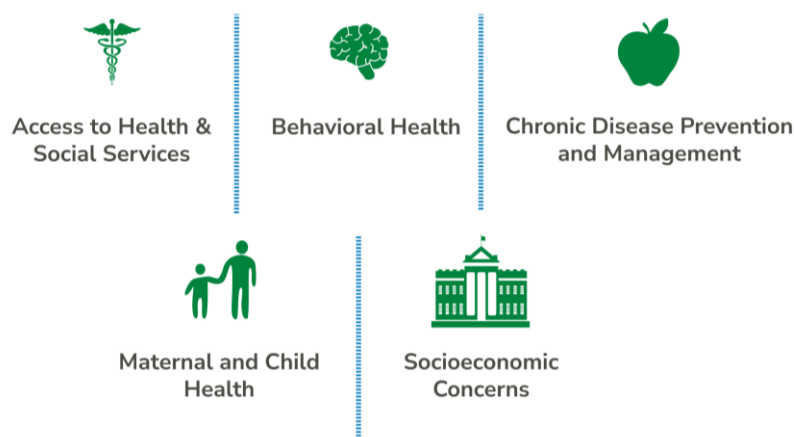 Access to Health &
Social Services
Behavioral Health
Chronic Disease Prevention
and Management
Maternal and Child
Health
Socioeconomic
Concerns